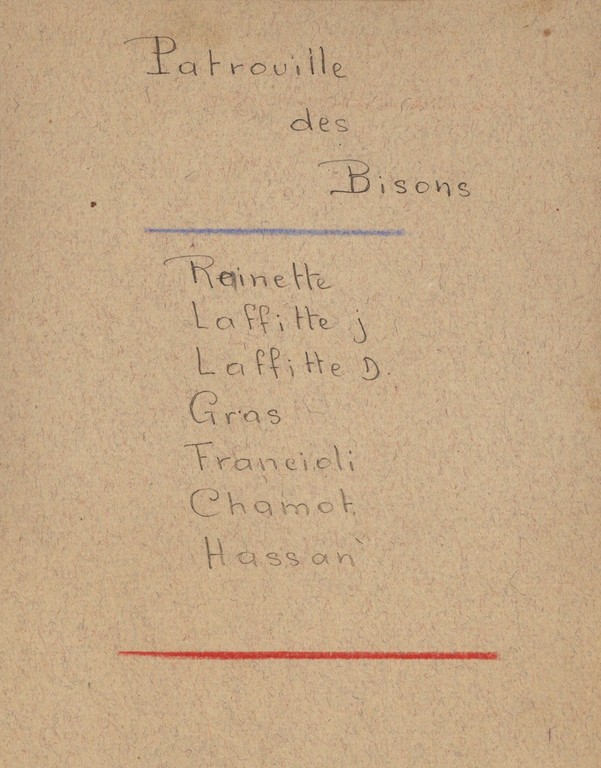 Patrouille
des
Bisons
Reinette
Laffitte j
Laffitte D.
Gras
Francioli
Chamot
Hassan